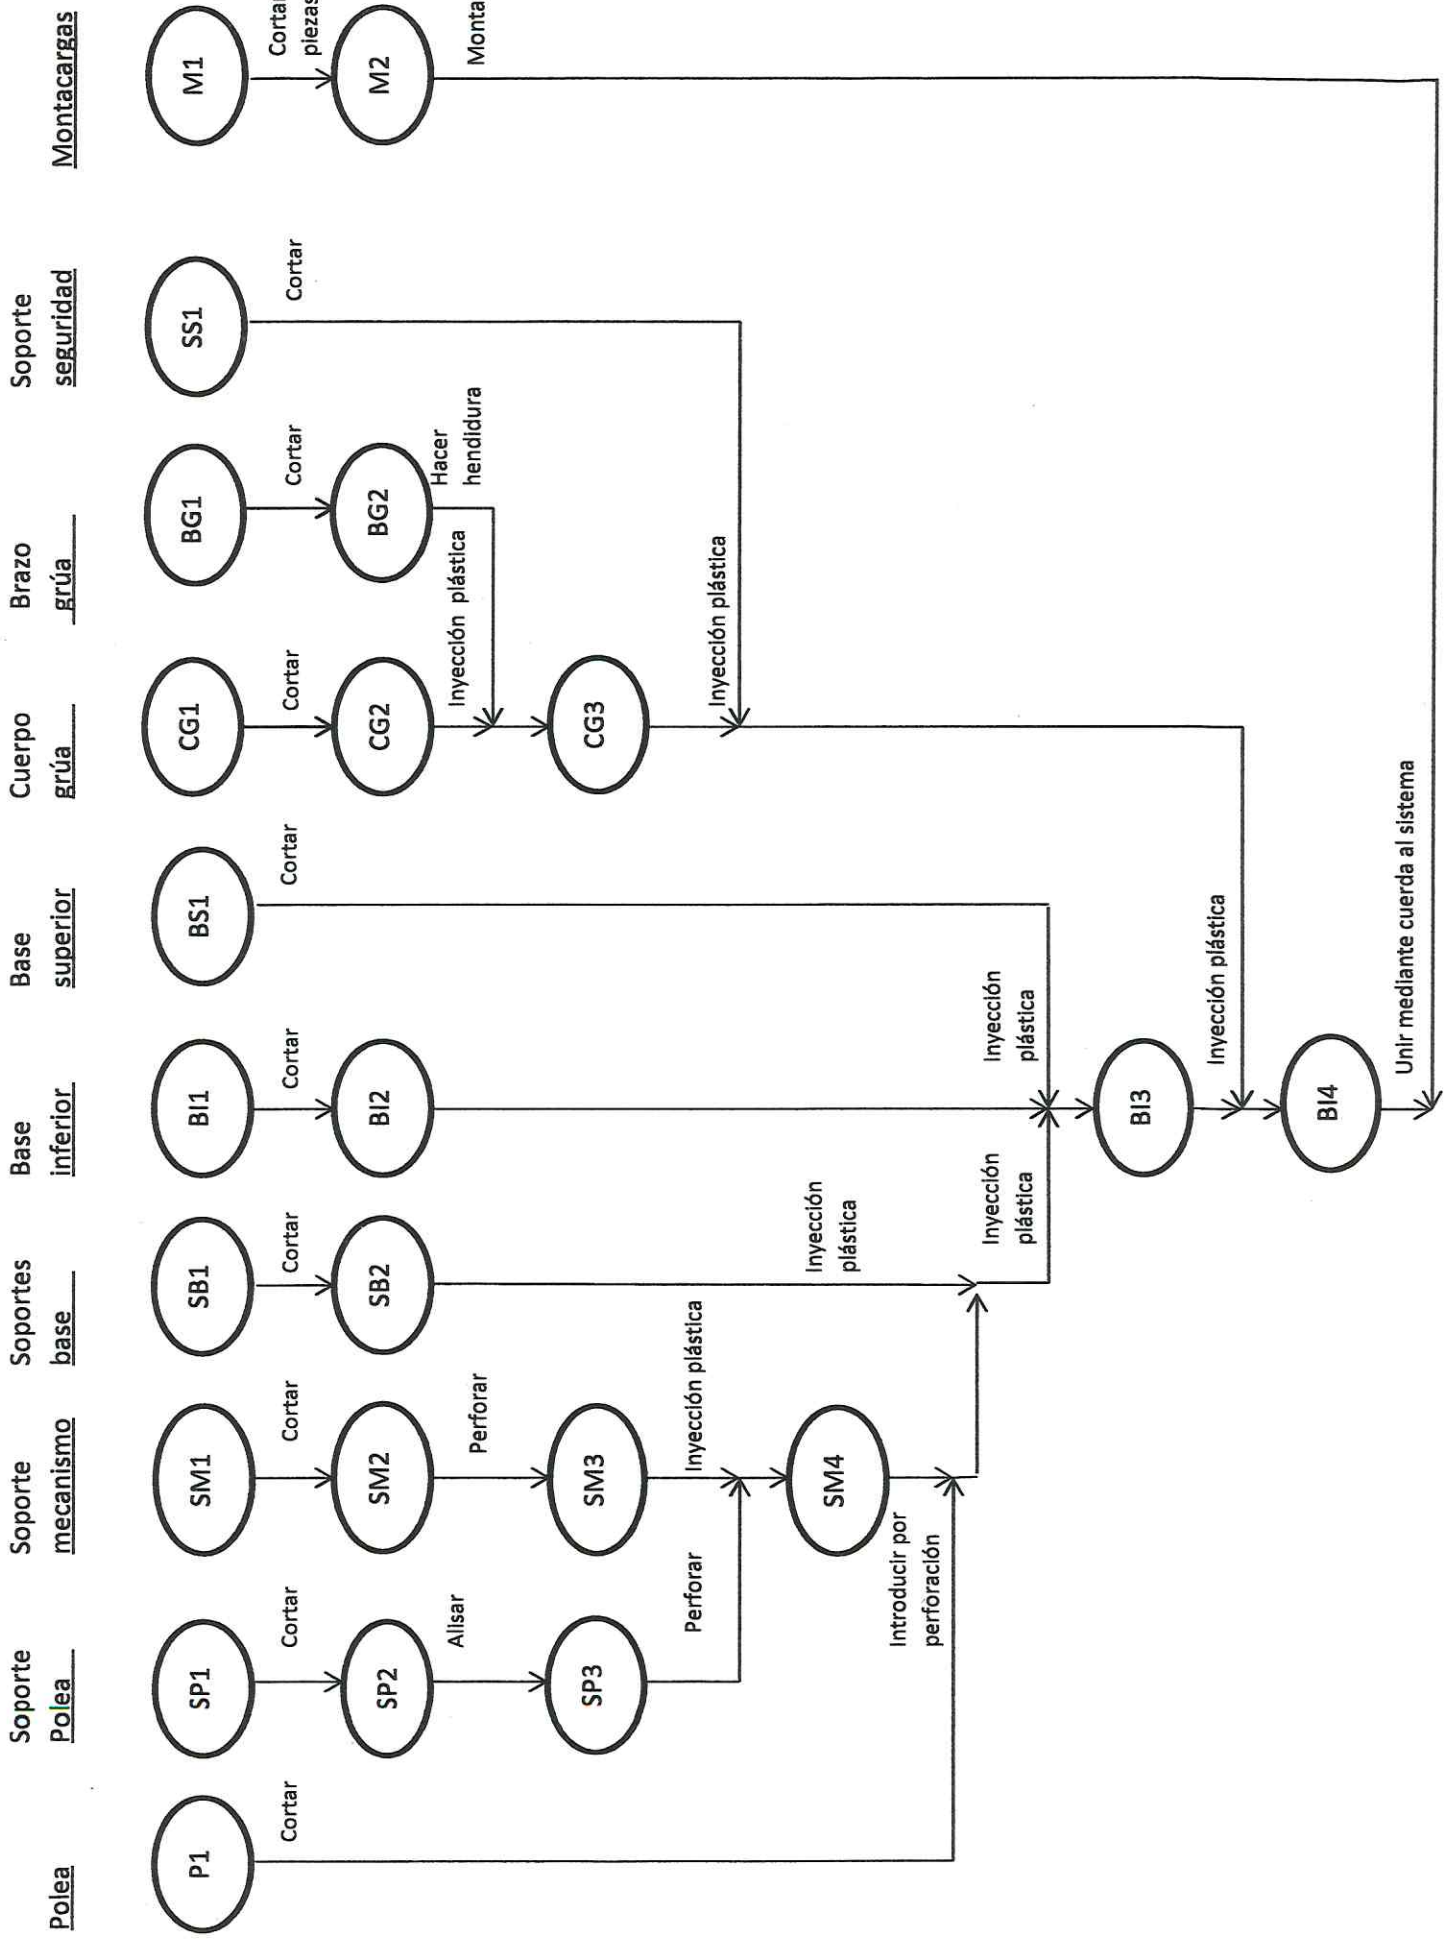 Polea
Soporte
Polea
Soporte
mecanismo
Soportes
base
Base
inferior
Base
superior
Cuerpo
grúa
Brazo
grúa
Soporte
seguridad
Montacargas
P1
SP1
SM1
SB1
BI1
BS1
CG1
BG1
SS1
M1
Cortar
Cortar
Cortar
Cortar
Cortar
Cortar
Cortar
Cortar
Cortar
Cortar
piezas
SP2
SM2
SB2
BI2
CG2
BG2
M2
Alisar
Perforar
Inyección plástica
Hacer
hendidura
Monta
SP3
SM3
CG3
Perforar
Inyección plástica
Inyección plástica
SM4
Inyección
plástica
Introducir por
perforación
Inyección
plástica
Inyección
plástica
BI3
Inyección plástica
BI4
Unir mediante cuerda al sistema